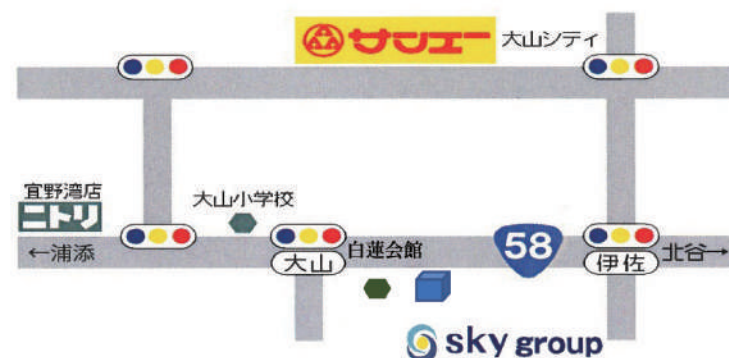 サンエー 大山シティ
宜野湾店
ニトリ
大山小学校
←浦添
大山
白蓮会館
58
伊佐
北谷→
sky group